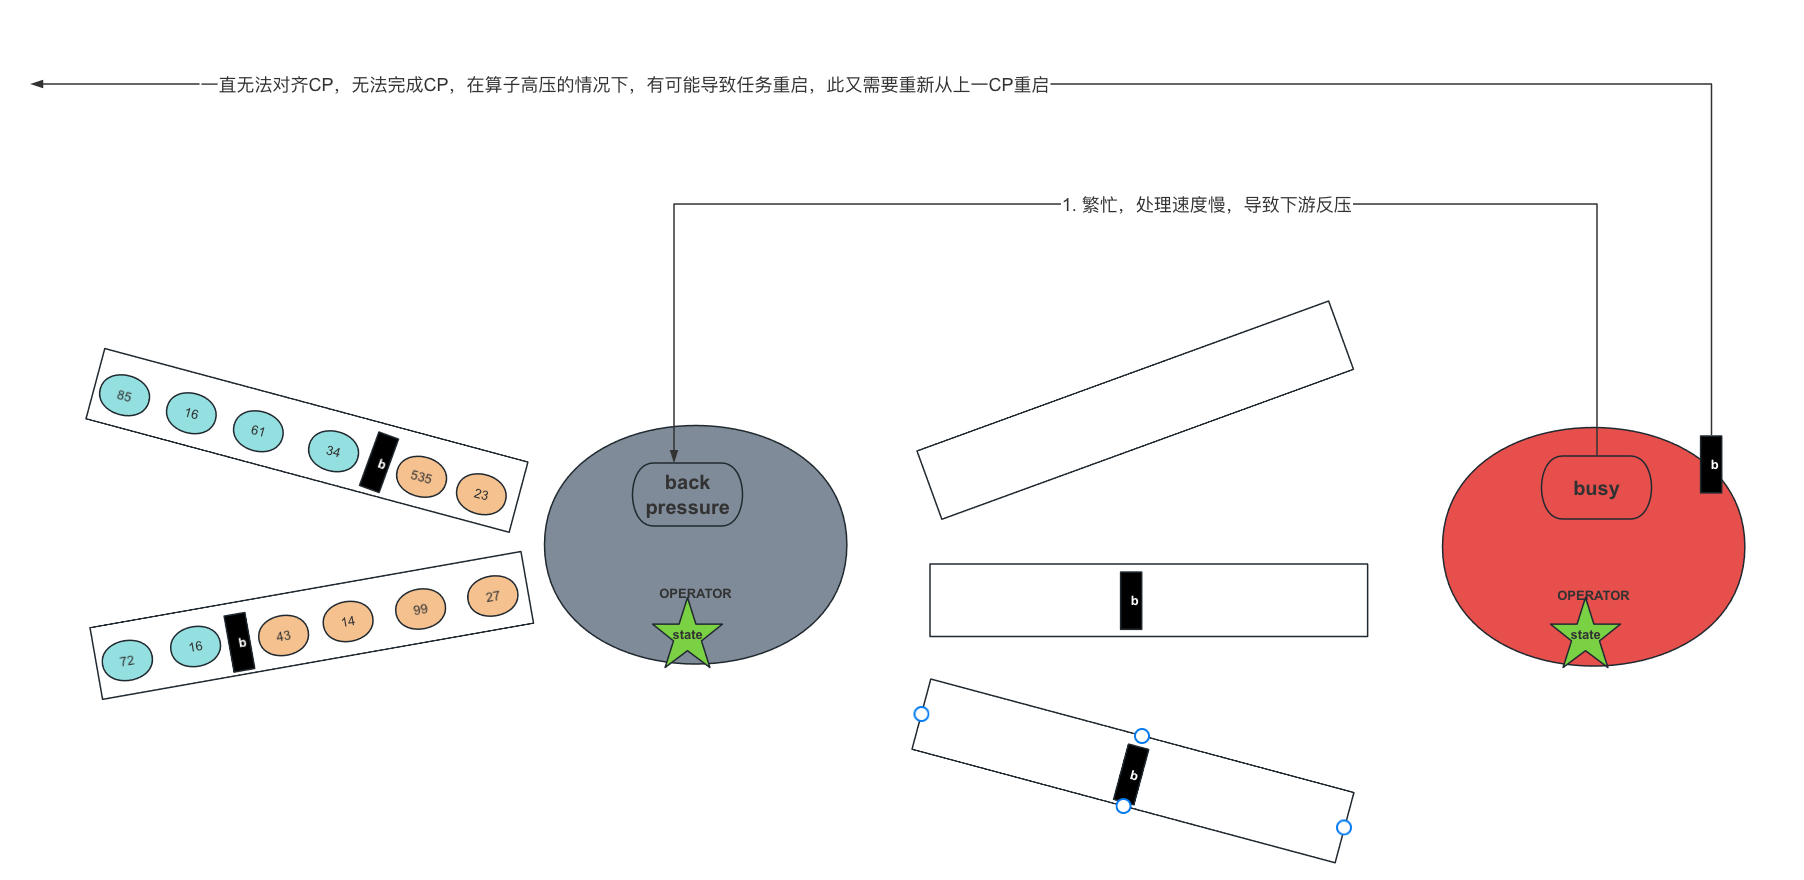 一直无法对齐CP，无法完成CP，在算子高压的情况下，有可能导致任务重启，此又需要重新从上一CP重启
1. 繁忙，处理速度慢，导致下游反压
85
16
61
34
b
535
23
back
pressure
busy
b
72
16
b
43
14
99
27
OPERATOR
state
b
OPERATOR
state
b